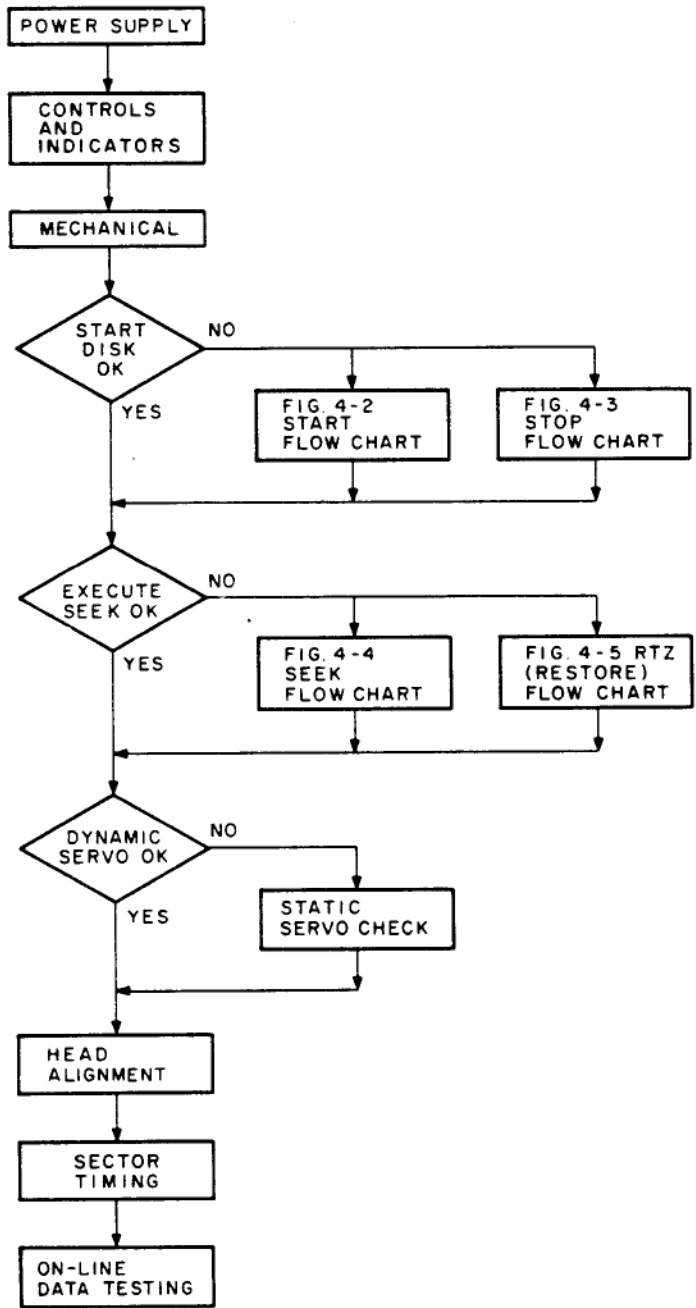 POWER SUPPLY
CONTROLS
AND
INDICATORS
MECHANICAL
START
DISK
OK
NO
YES
FIG. 4-2
START
FLOW CHART
FIG. 4-3
STOP
FLOW CHART
EXECUTE
SEEK OK
NO
YES
FIG. 4-4
SEEK
FLOW CHART
FIG. 4-5 RTZ
(RESTORE)
FLOW CHART
DYNAMIC
SERVO OK
NO
YES
STATIC
SERVO CHECK
HEAD
ALIGNMENT
SECTOR
TIMING
ON-LINE
DATA TESTING